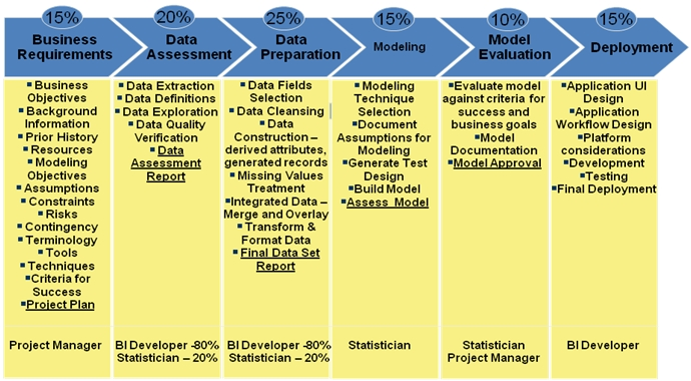 15%
Business
Requirements
20%
Data
Assessment
25%
Data
Preparation
15%
Modeling
10%
Model
Evaluation
15%
Deployment
▪Business
Objectives
▪Background
Information
▪Prior History
▪Resources
▪Modeling
Objectives
▪Assumptions
▪Constraints
▪Risks
▪Contingency
▪Terminology
▪Tools
▪Techniques
▪Criteria for
Success
▪Project Plan
▪Data Extraction
▪Data Definitions
▪Data Exploration
▪Data Quality
Verification
▪Data
Assessment
Report
▪Data Fields
Selection
▪Data Cleansing
▪Data
Construction –
derived attributes,
generated records
▪Missing Values
Treatment
▪Integrated Data –
Merge and Overlay
▪Transform &
Format Data
▪Final Data Set
Report
▪Modeling
Technique
Selection
▪Document
Assumptions for
Modeling
▪Generate Test
Design
▪Build Model
▪Assess Model
▪Evaluate model
against criteria for
success and
business goals
▪Model
Documentation
▪Model Approval
▪Application UI
Design
▪Application
Workflow Design
▪Platform
considerations
▪Development
▪Testing
▪Final Deployment
Project Manager
BI Developer -80%
Statistician – 20%
BI Developer -80%
Statistician – 20%
Statistician
Statistician
Project Manager
BI Developer